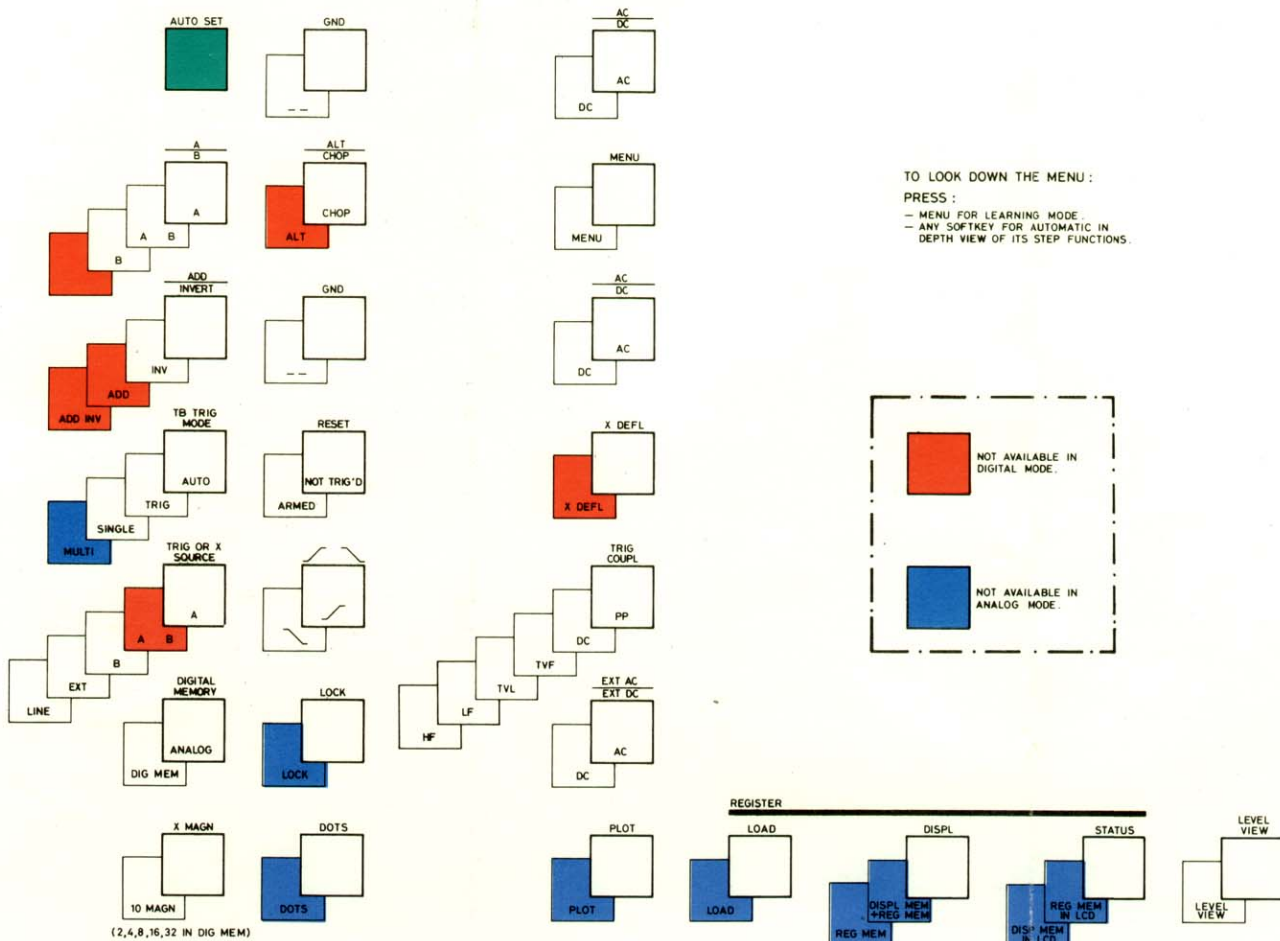 AUTO SET
GND
AC
DC
AC
DC
— —
A
B
A
A B
B
ALT
CHOP
CHOP
ALT
MENU
MENU
TO LOOK DOWN THE MENU :
PRESS :
— MENU FOR LEARNING MODE.
— ANY SOFTKEY FOR AUTOMATIC IN
DEPTH VIEW OF ITS STEP FUNCTIONS.
ADD
INVERT
INV
ADD
ADD INV
GND
— —
AC
DC
AC
DC
TB TRIG
MODE
AUTO
TRIG
SINGLE
MULTI
RESET
NOT TRIG'D
ARMED
X DEFL
X DEFL
NOT AVAILABLE IN
DIGITAL MODE.
NOT AVAILABLE IN
ANALOG MODE.
TRIG OR X
SOURCE
A
A B
B
EXT
LINE
TRIG
COUPL
PP
DC
TVF
TVL
LF
HF
DIGITAL
MEMORY
ANALOG
DIG MEM
LOCK
LOCK
EXT AC
EXT DC
AC
DC
REGISTER
X MAGN
10 MAGN
(2,4,8,16,32 IN DIG MEM)
DOTS
DOTS
PLOT
PLOT
LOAD
LOAD
DISPL
DISPL MEM
+REG MEM
REG MEM
STATUS
REG MEM
IN LCD
DISP MEM
IN LCD
LEVEL
VIEW
LEVEL
VIEW